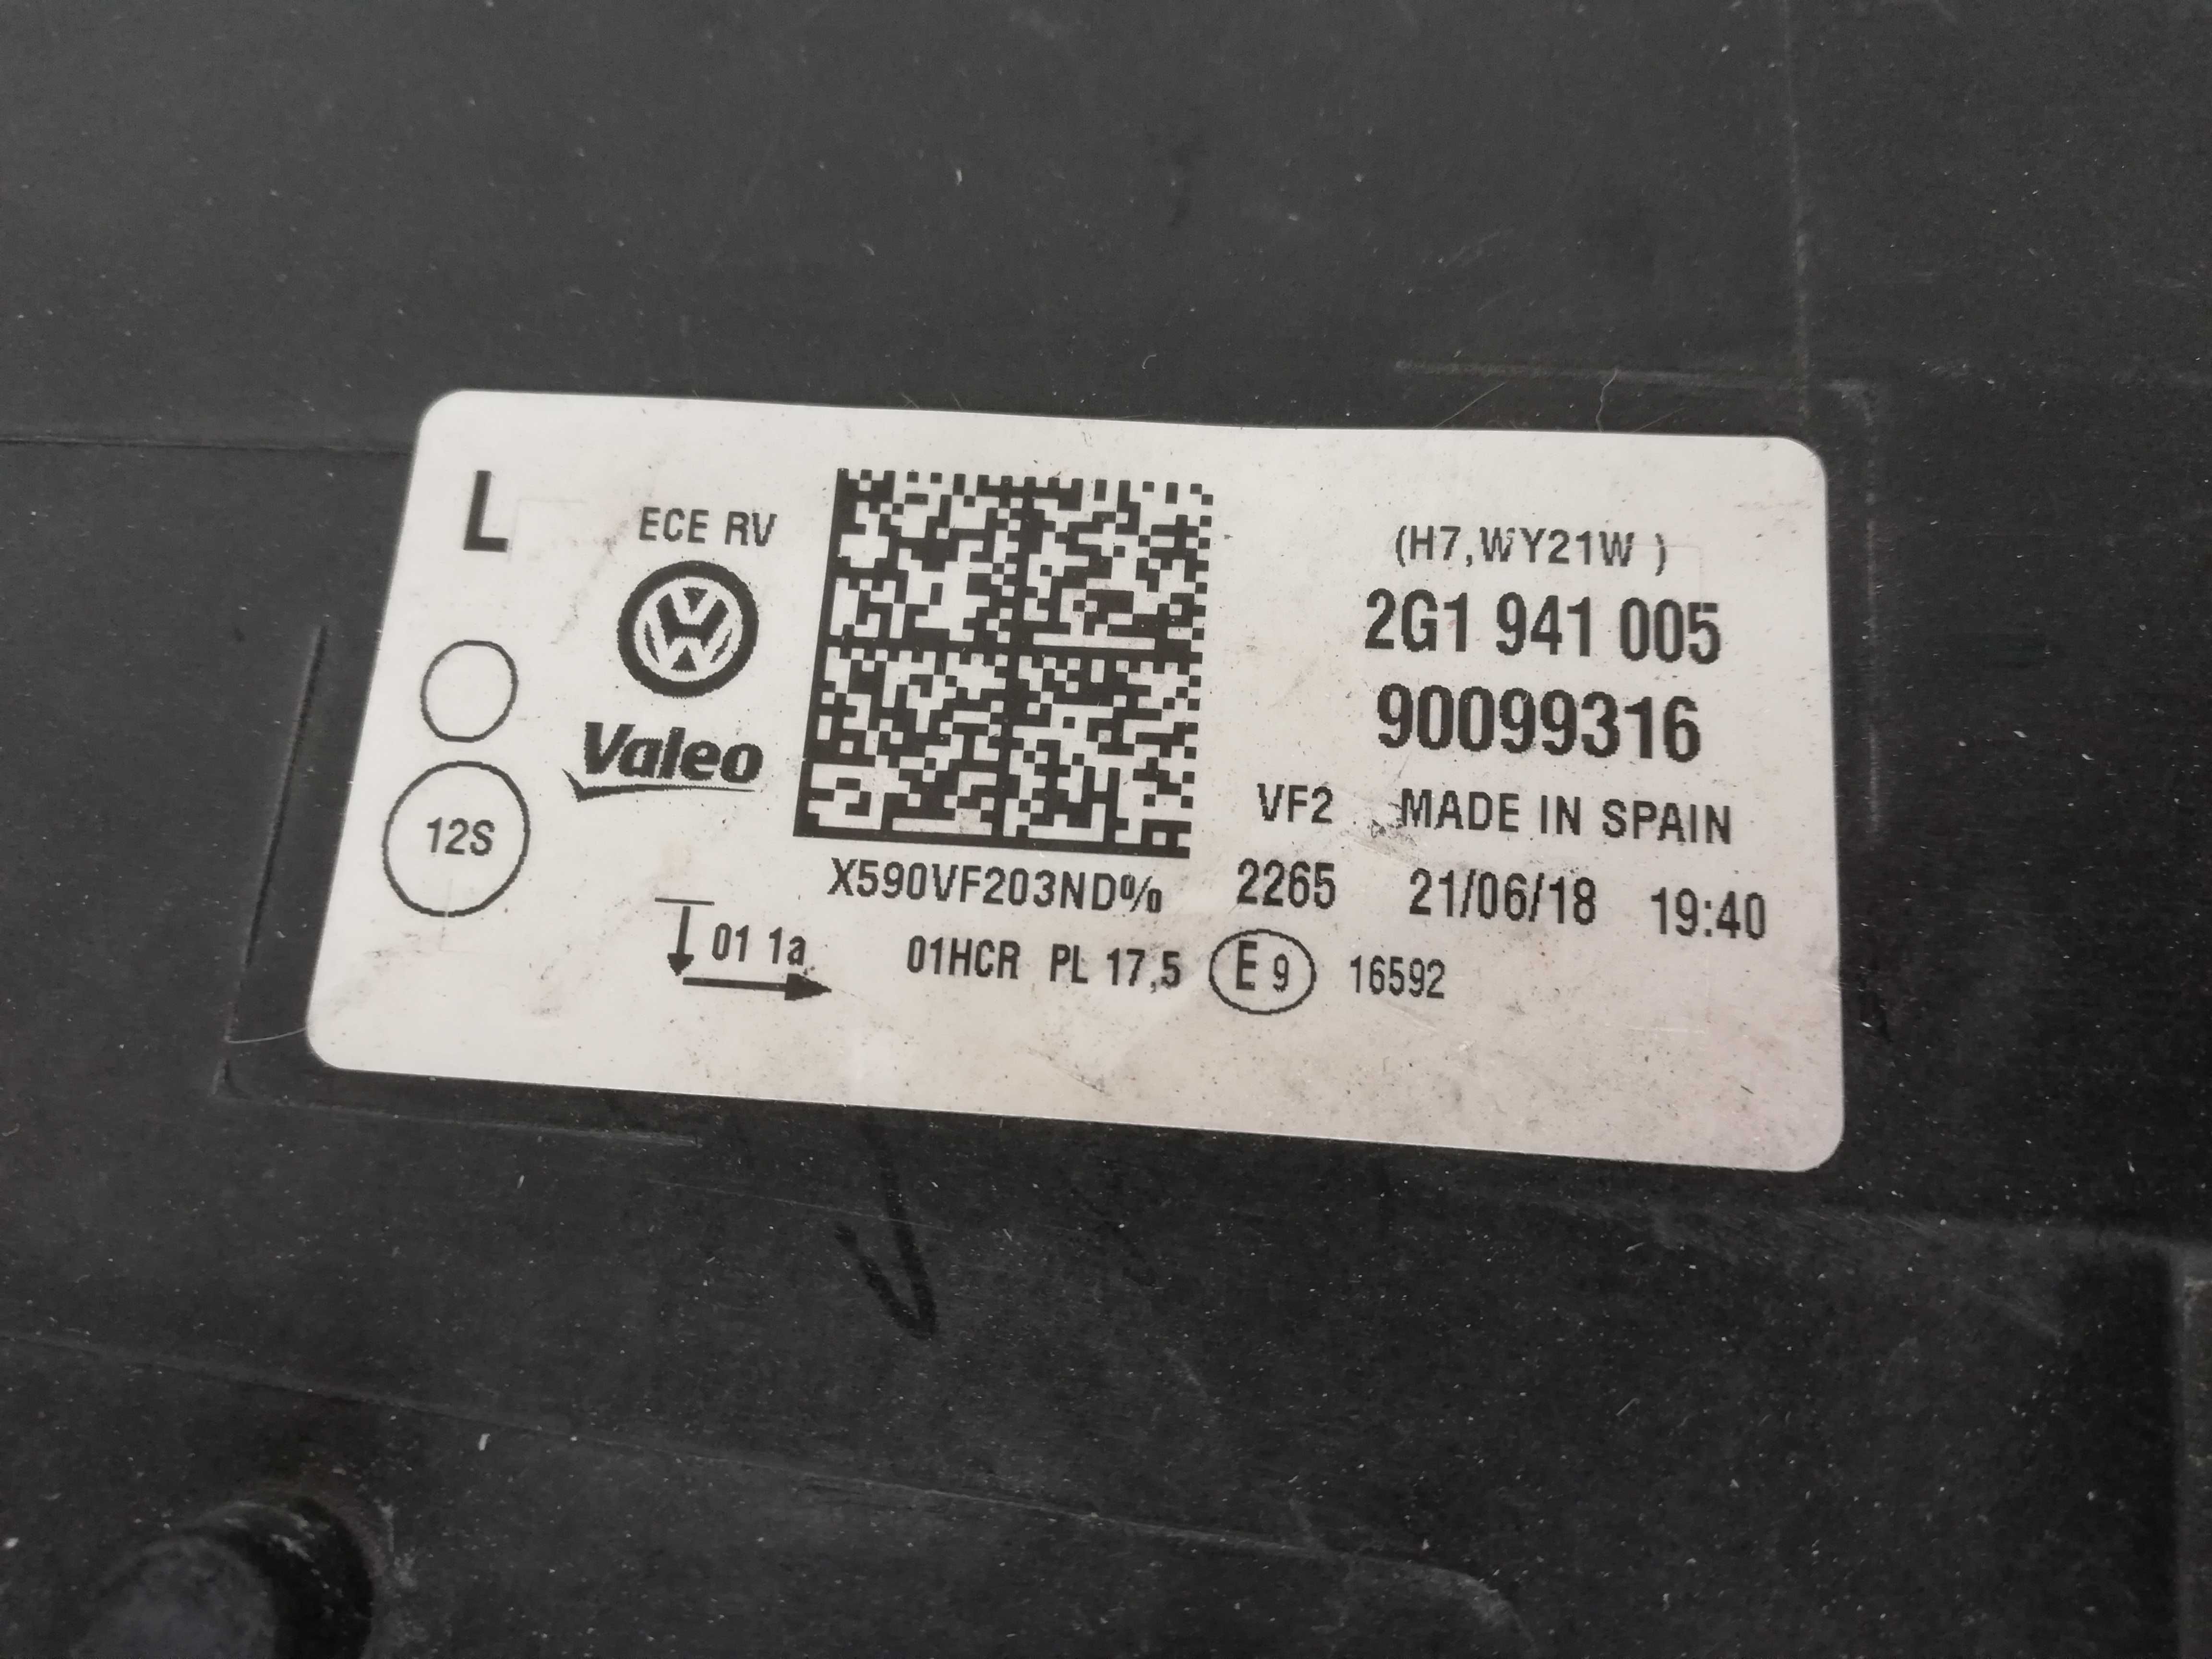 L
ECE RV
(H7,WY21W )
2G1 941 005
90099316
Valeo
12S
VF2 MADE IN SPAIN
X590VF203ND%
2265 21/06/18 19:40
01 1a
01HCR PL 17,5 E 9 16592